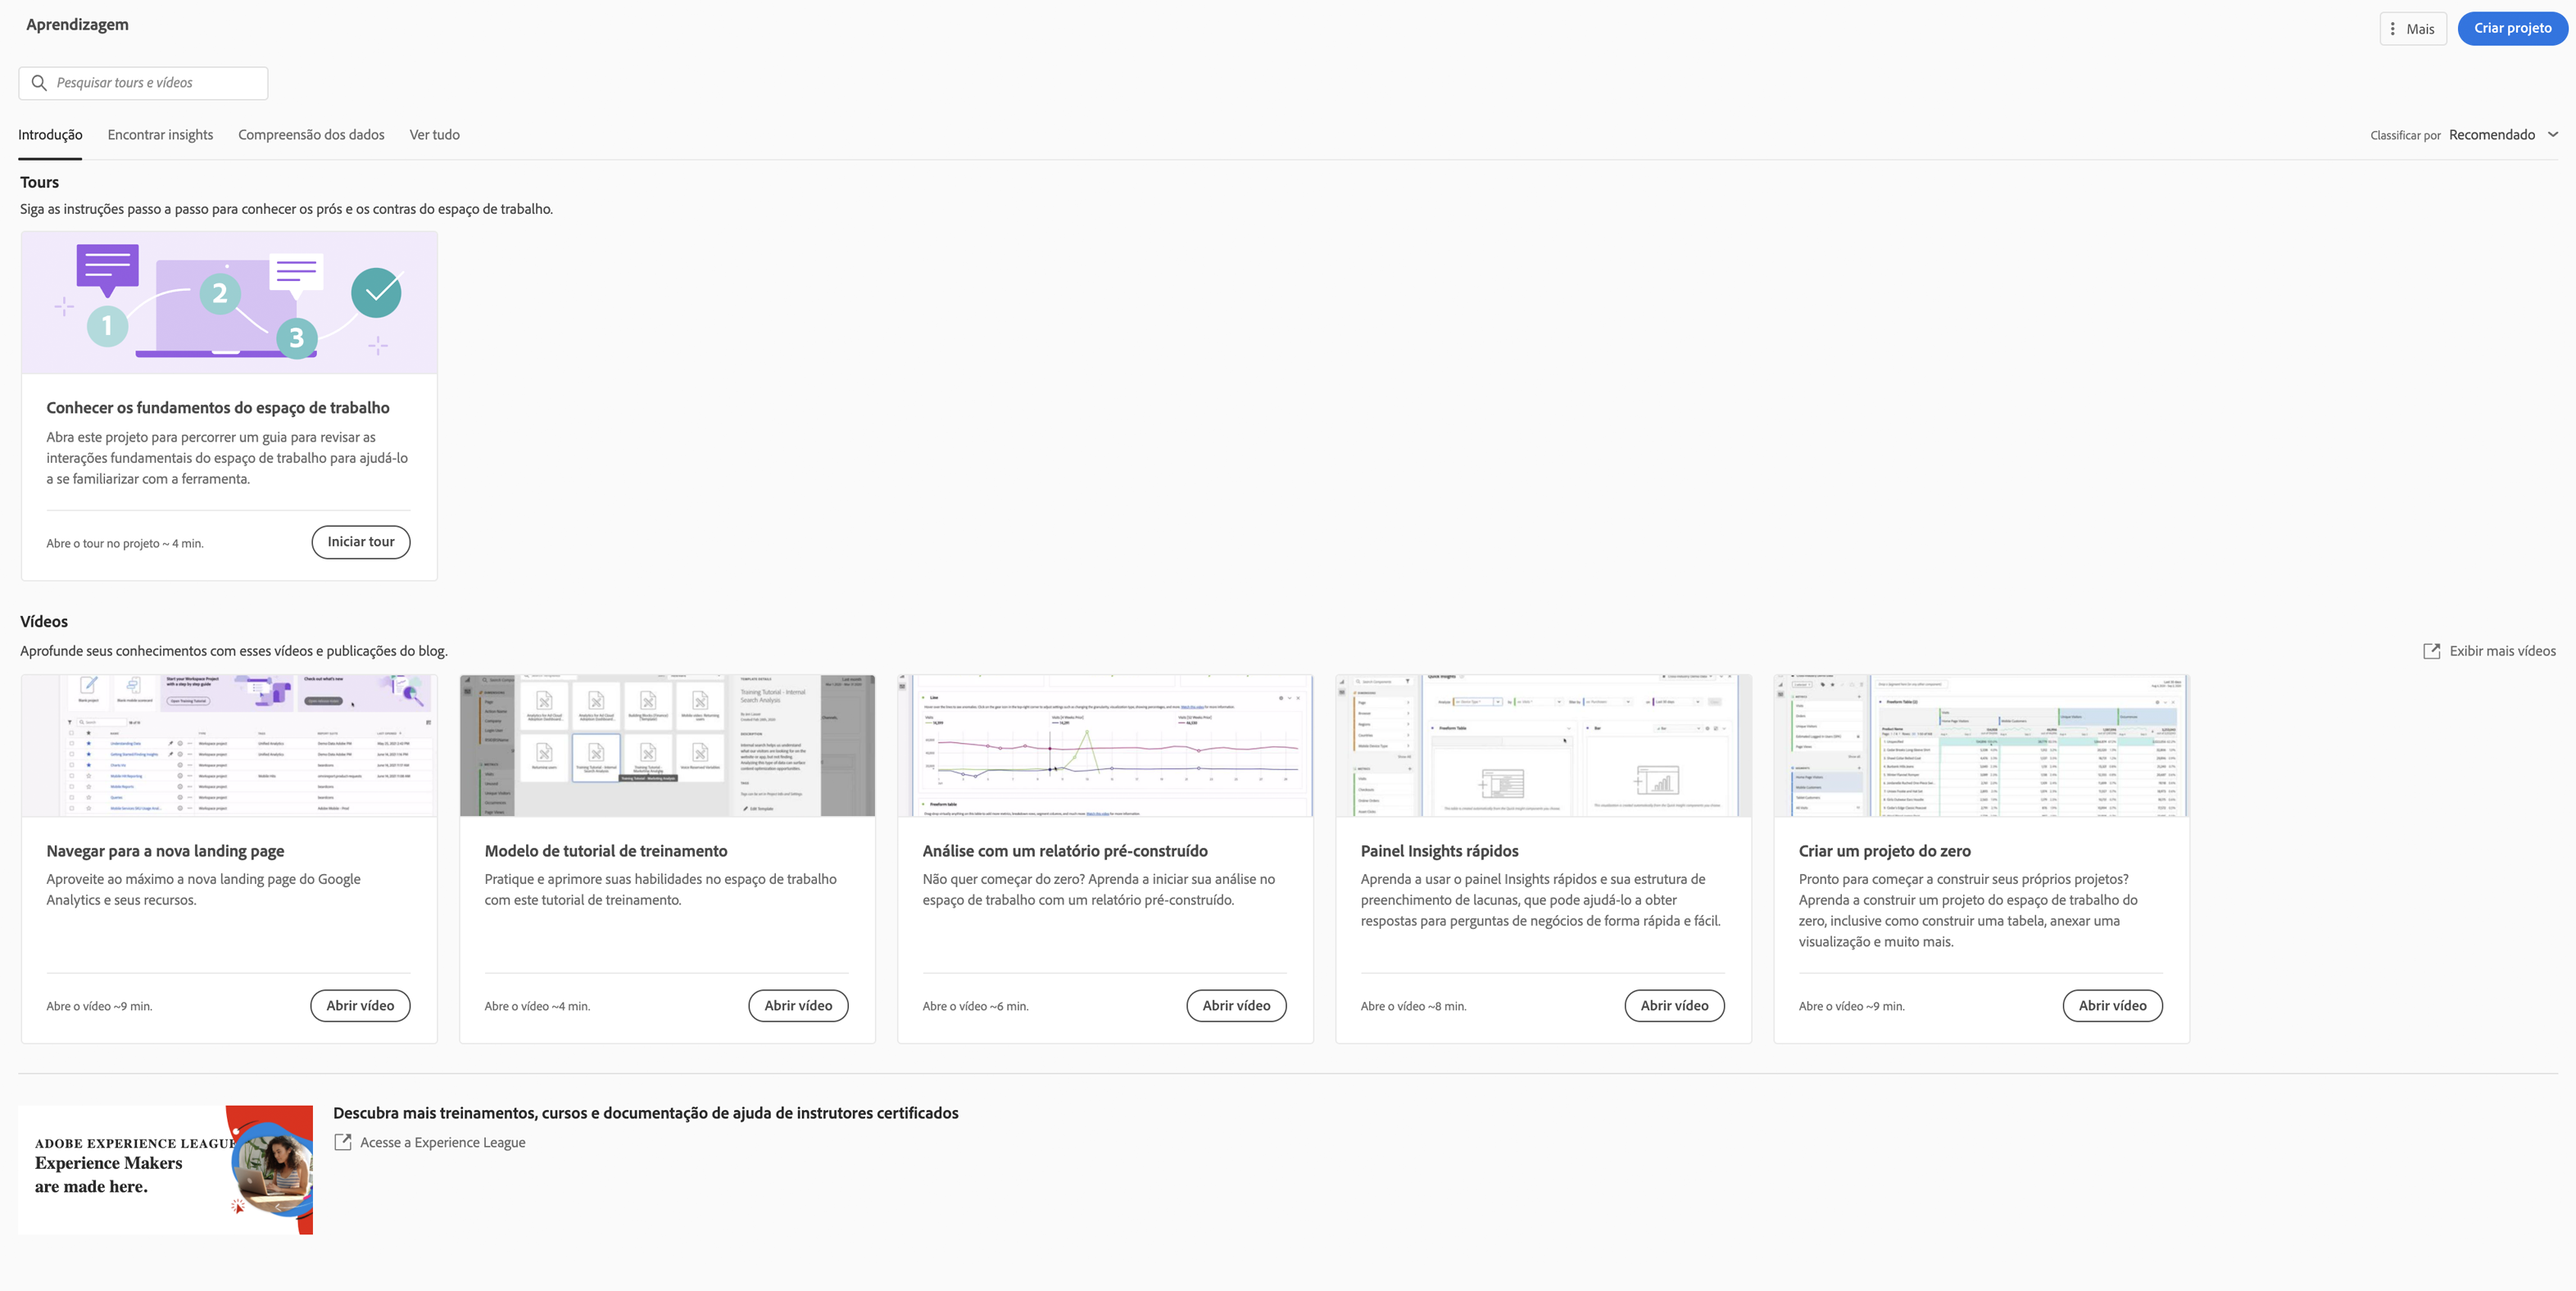 Aprendizagem
Mais
Criar projeto
Pesquisar tours e vídeos
Introdução
Encontrar insights
Compreensão dos dados
Ver tudo
Classificar por Recomendado
Tours
Siga as instruções passo a passo para conhecer os prós e os contras do espaço de trabalho.
1
2
3
Conhecer os fundamentos do espaço de trabalho
Abra este projeto para percorrer um guia para revisar as
interações fundamentais do espaço de trabalho para ajudá-lo
a se familiarizar com a ferramenta.
Abre o tour no projeto ~ 4 min.
Iniciar tour
Vídeos
Aprofunde seus conhecimentos com esses vídeos e publicações do blog.
Exibir mais vídeos
Navegar para a nova landing page
Aproveite ao máximo a nova landing page do Google
Analytics e seus recursos.
Abre o vídeo ~9 min.
Abrir vídeo
Training Tutorial - Internal
Search Analysis
Modelo de tutorial de treinamento
Pratique e aprimore suas habilidades no espaço de trabalho
com este tutorial de treinamento.
Abre o vídeo ~4 min.
Abrir vídeo
Análise com um relatório pré-construído
Não quer começar do zero? Aprenda a iniciar sua análise no
espaço de trabalho com um relatório pré-construído.
Abre o vídeo ~6 min.
Abrir vídeo
Painel Insights rápidos
Aprenda a usar o painel Insights rápidos e sua estrutura de
preenchimento de lacunas, que pode ajudá-lo a obter
respostas para perguntas de negócios de forma rápida e fácil.
Abre o vídeo ~8 min.
Abrir vídeo
Criar um projeto do zero
Pronto para começar a construir seus próprios projetos?
Aprenda a construir um projeto do espaço de trabalho do
zero, inclusive como construir uma tabela, anexar uma
visualização e muito mais.
Abre o vídeo ~9 min.
Abrir vídeo
ADOBE EXPERIENCE LEAGUE
Experience Makers
are made here.
Descubra mais treinamentos, cursos e documentação de ajuda de instrutores certificados
Acesse a Experience League